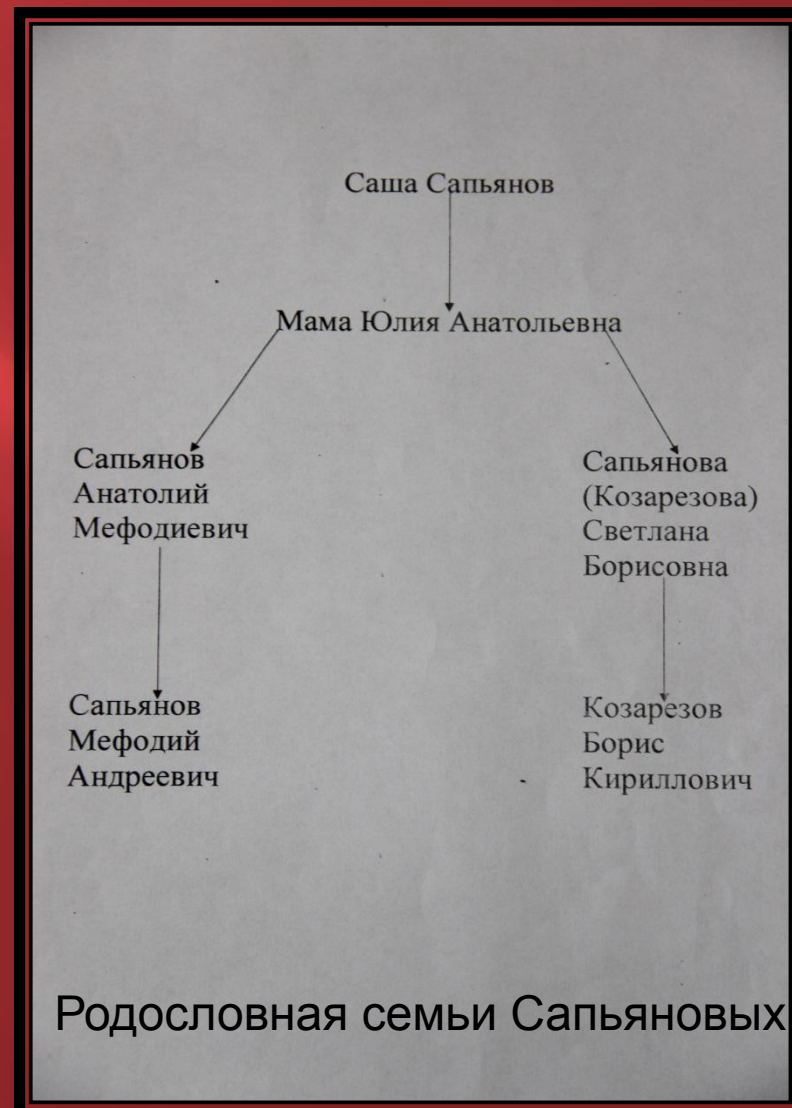 Саша Сапьянов
Мама Юлия Анатольевна
Сапьянов
Анатолий
Мефодиевич
Сапьянова
(Козарезова)
Светлана
Борисовна
Сапьянов
Мефодий
Андреевич
Козарезов
Борис
Кириллович
Родословная семьи Сапьяновых